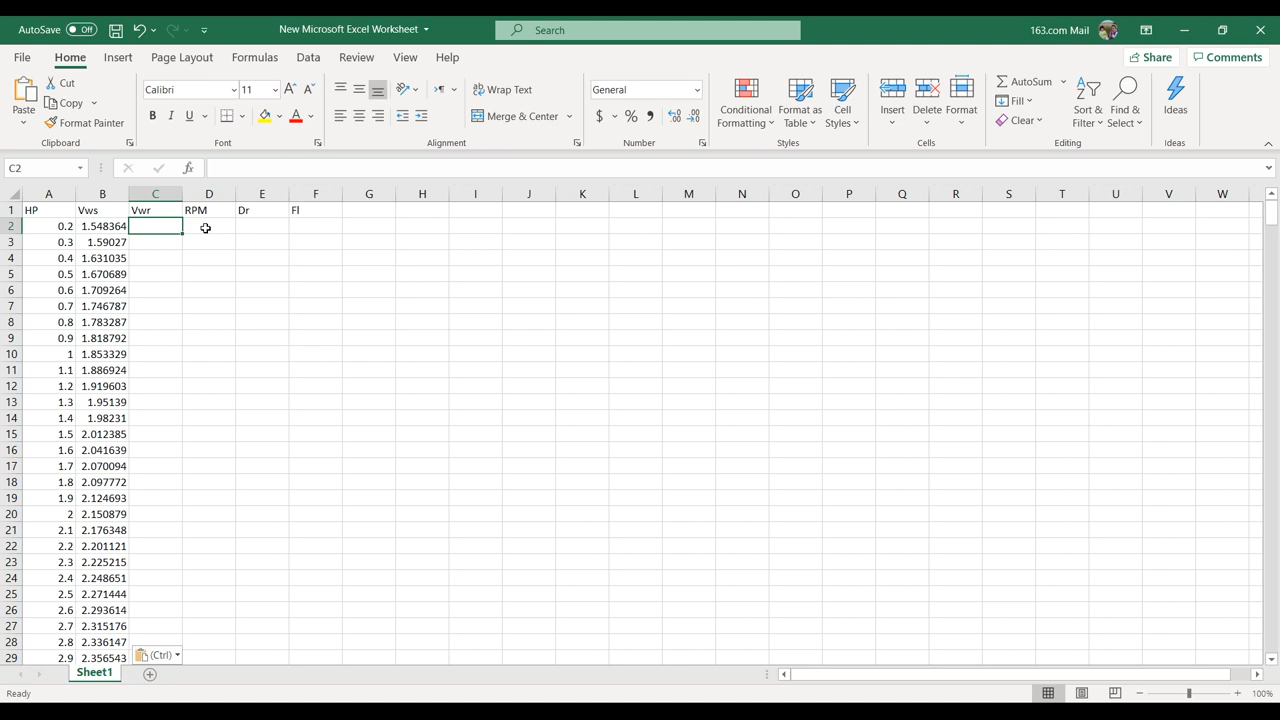 AutoSave Off New Microsoft Excel Worksheet Search 163.com Mail
File Home Insert Page Layout Formulas Data Review View Help Share Comments
Paste Cut Copy Format Painter Clipboard
Calibri 11 A A B I U A Font
ab Wrap Text Merge & Center Alignment
General $ % , Number
Conditional Formatting Format as Table Cell Styles Styles
Insert Delete Format Cells
AutoSum Fill Clear Sort & Filter Find & Select Editing
Ideas Ideas
C2 fx
A B C D E F G H I J K L M N O P Q R S T U V W
1 HP Vws Vwr RPM Dr Fl
2 0.2 1.548364
3 0.3 1.59027
4 0.4 1.631035
5 0.5 1.670689
6 0.6 1.709264
7 0.7 1.746787
8 0.8 1.783287
9 0.9 1.818792
10 1 1.853329
11 1.1 1.886924
12 1.2 1.919603
13 1.3 1.95139
14 1.4 1.98231
15 1.5 2.012385
16 1.6 2.041639
17 1.7 2.070094
18 1.8 2.097772
19 1.9 2.124693
20 2 2.150879
21 2.1 2.176348
22 2.2 2.201121
23 2.3 2.225215
24 2.4 2.248651
25 2.5 2.271444
26 2.6 2.293614
27 2.7 2.315176
28 2.8 2.336147
29 2.9 2.356543 (Ctrl)
Sheet1
Ready 100%